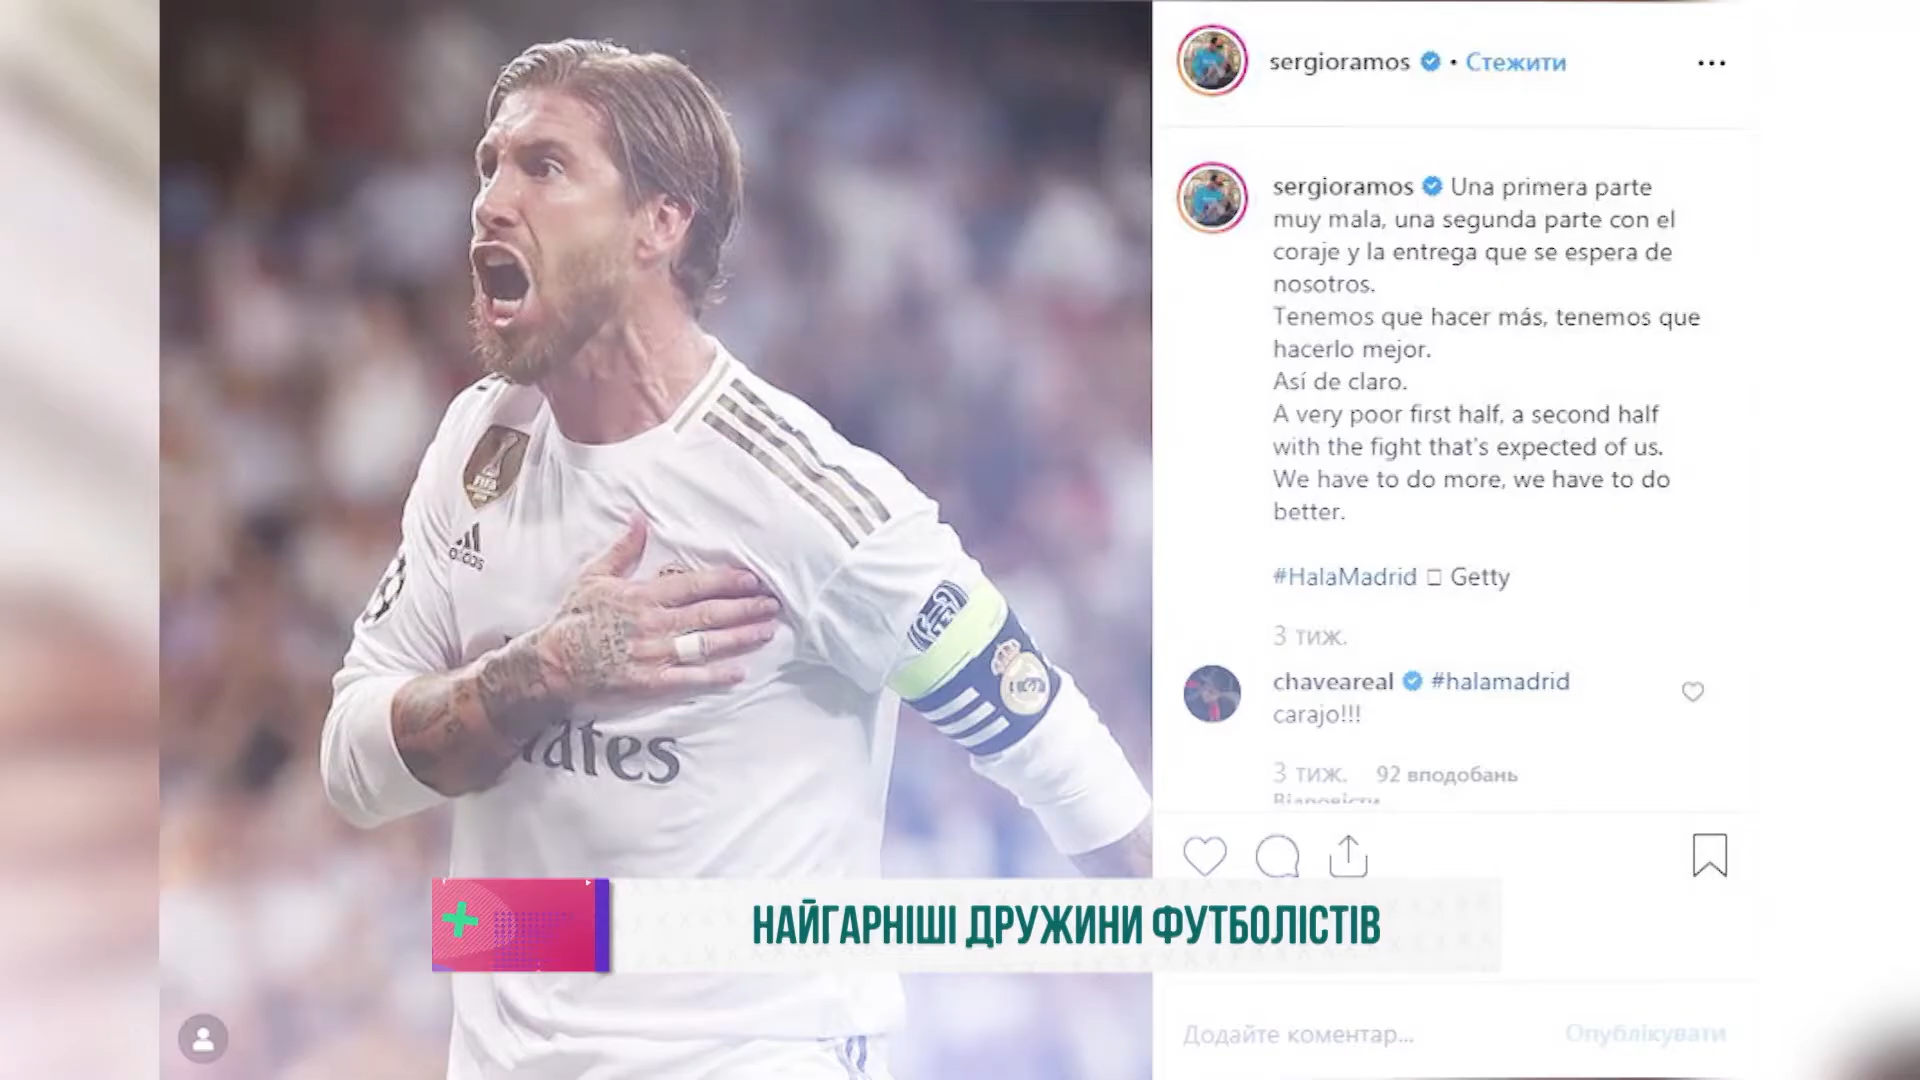 sergioramos • Стежити
sergioramos Una primera parte
muy mala, una segunda parte con el
coraje y la entrega que se espera de
nosotros.
Tenemos que hacer más, tenemos que
hacerlo mejor.
Así de claro.
A very poor first half, a second half
with the fight that's expected of us.
We have to do more, we have to do
better.
#HalaMadrid □ Getty
3 тиж.
chaveareal #halamadrid
carajo!!!
3 тиж. 92 вподобань
Відповісти
FIFA
adidas
НАЙГАРНІШІ ДРУЖИНИ ФУТБОЛІСТІВ
Додайте коментар... Опублікувати